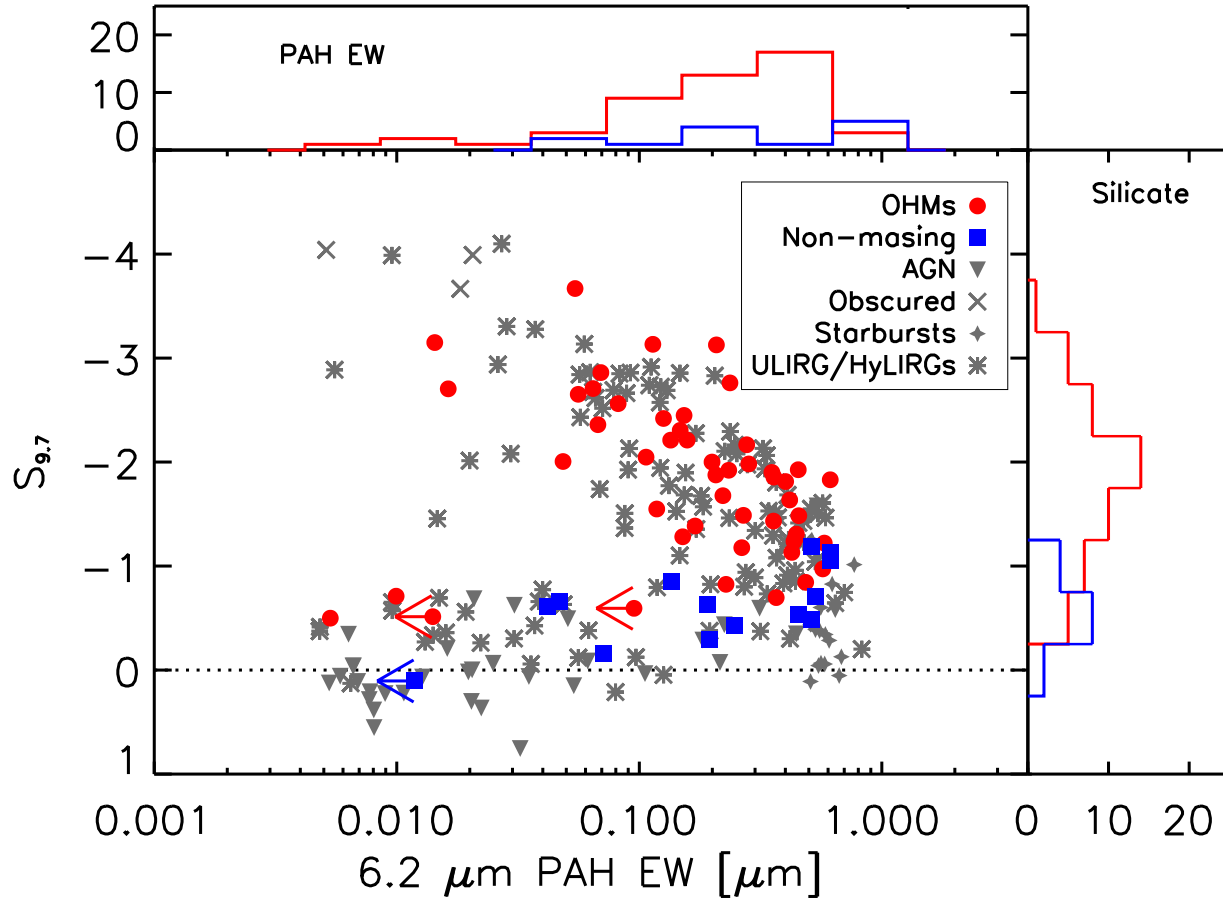 20
10
0
PAH EW
Silicate
OHMs
Non-masing
AGN
Obscured
Starbursts
ULIRG/HyLIRGs
−4
−3
−2
−1
0
1
S9.7
0.001 0.010 0.100 1.000 0 10 20
6.2 μm PAH EW [μm]